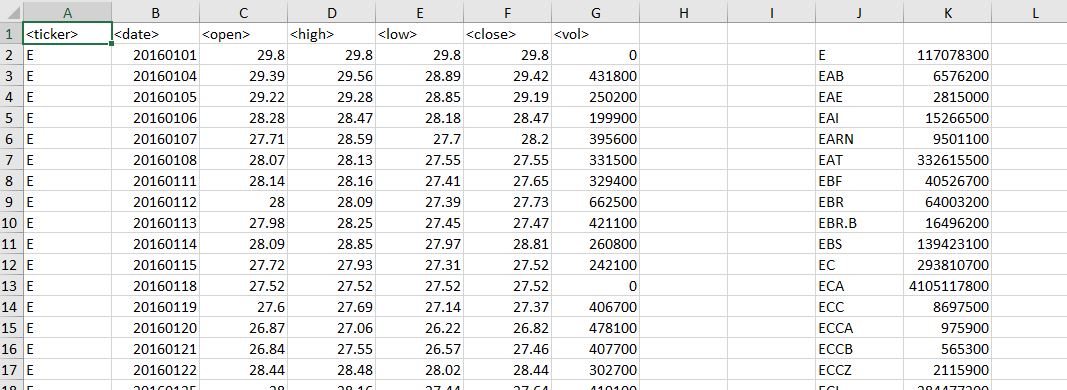 A B C D E F G H I J K L
1 <ticker> <date> <open> <high> <low> <close> <vol>
2 E 20160101 29.8 29.8 29.8 29.8 0 E 117078300
3 E 20160104 29.39 29.56 28.89 29.42 431800 EAB 6576200
4 E 20160105 29.22 29.28 28.85 29.19 250200 EAE 2815000
5 E 20160106 28.28 28.47 28.18 28.47 199900 EAI 15266500
6 E 20160107 27.71 28.59 27.7 28.2 395600 EARN 9501100
7 E 20160108 28.07 28.13 27.55 27.55 331500 EAT 332615500
8 E 20160111 28.14 28.16 27.41 27.65 329400 EBF 40526700
9 E 20160112 28 28.09 27.39 27.73 662500 EBR 64003200
10 E 20160113 27.98 28.25 27.45 27.47 421100 EBR.B 16496200
11 E 20160114 28.09 28.85 27.97 28.81 260800 EBS 139423100
12 E 20160115 27.72 27.93 27.31 27.52 242100 EC 293810700
13 E 20160118 27.52 27.52 27.52 27.52 0 ECA 4105117800
14 E 20160119 27.6 27.69 27.14 27.37 406700 ECC 8697500
15 E 20160120 26.87 27.06 26.22 26.82 478100 ECCA 975900
16 E 20160121 26.84 27.55 26.57 27.46 407700 ECCB 565300
17 E 20160122 28.44 28.48 28.02 28.44 302700 ECCZ 2115900